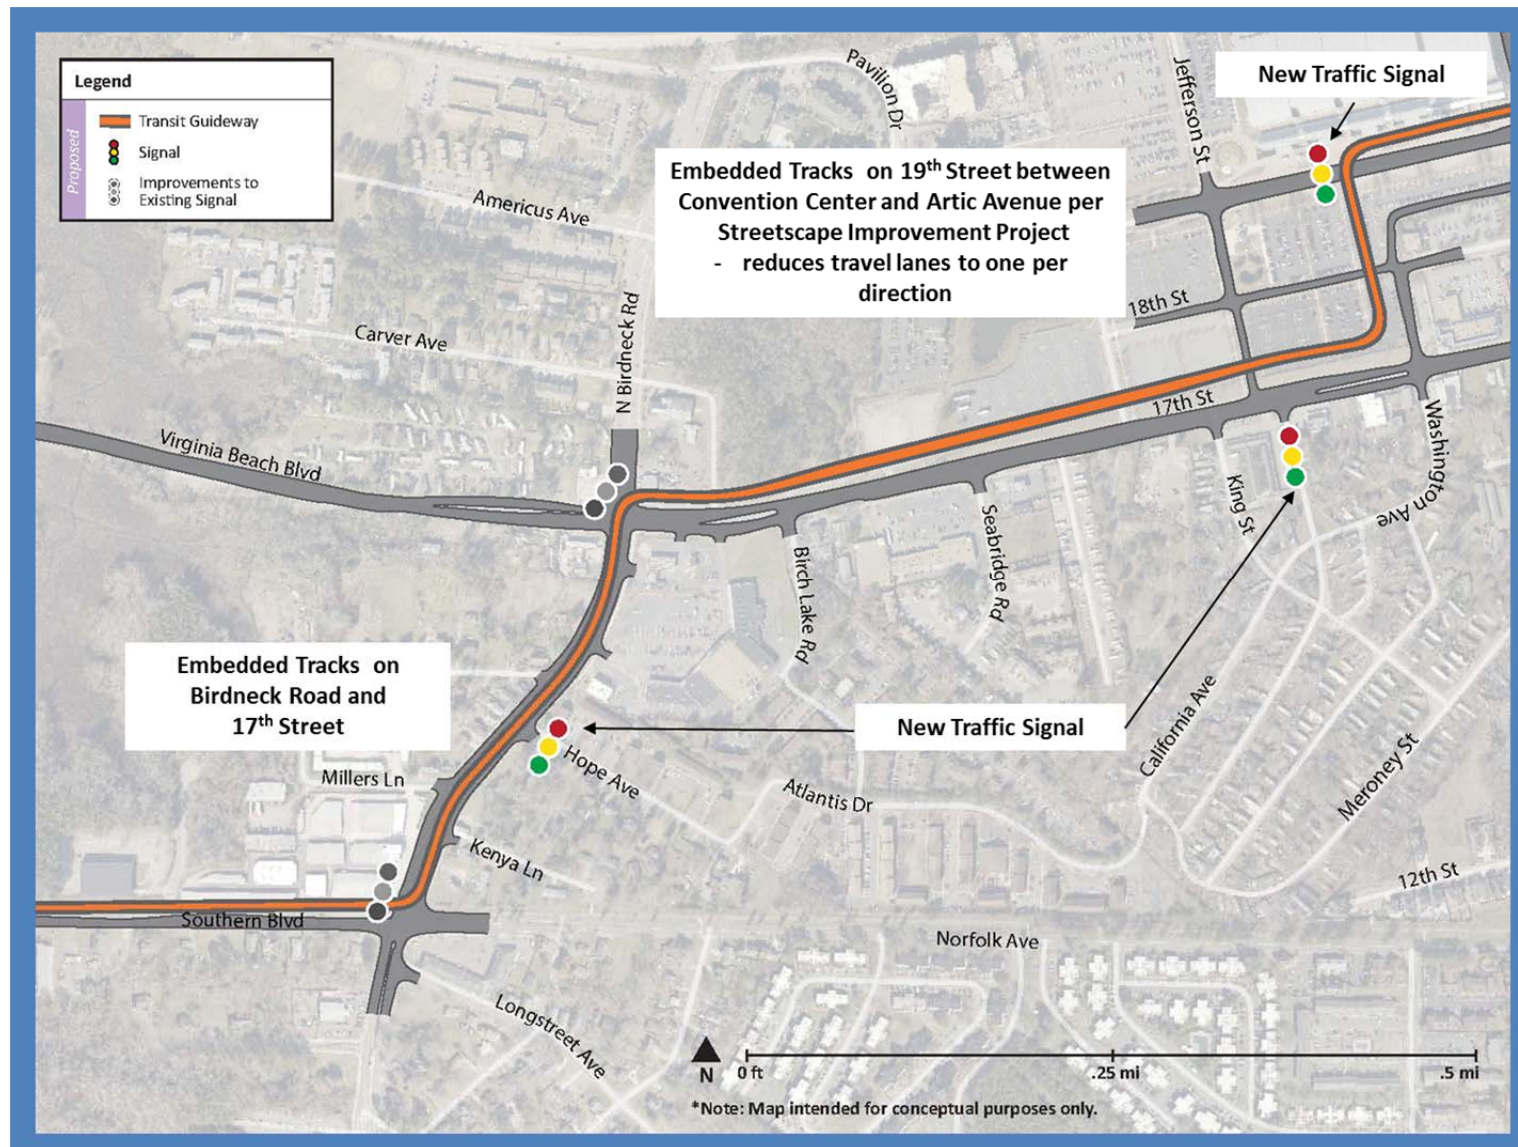 Legend
Proposed
Transit Guideway
Signal
Improvements to
Existing Signal
Pavilion Dr
Jefferson St
New Traffic Signal
Embedded Tracks on 19th Street between
Convention Center and Artic Avenue per
Streetscape Improvement Project
- reduces travel lanes to one per
direction
Americus Ave
N Birdneck Rd
Carver Ave
18th St
17th St
Virginia Beach Blvd
Washington Ave
King St
Seabridge Rd
Birch Lake Rd
Embedded Tracks on
Birdneck Road and
17th Street
New Traffic Signal
California Ave
Hope Ave
Millers Ln
Atlantis Dr
Meroney St
Kenya Ln
12th St
Southern Blvd
Norfolk Ave
Longstreet Ave
N
0 ft
.25 mi
.5 mi
*Note: Map intended for conceptual purposes only.